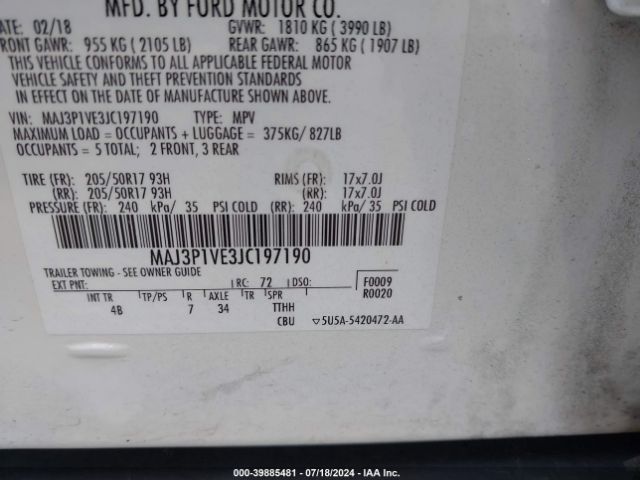 MFD. BY FORD MOTOR CO.
DATE: 02/18 GVWR: 1810 KG ( 3990 LB)
FRONT GAWR: 955 KG ( 2105 LB) REAR GAWR: 865 KG ( 1907 LB)
THIS VEHICLE CONFORMS TO ALL APPLICABLE FEDERAL MOTOR
VEHICLE SAFETY AND THEFT PREVENTION STANDARDS
IN EFFECT ON THE DATE OF MANUFACTURE SHOWN ABOVE.
VIN: MAJ3P1VE3JC197190 TYPE: MPV
MAXIMUM LOAD = OCCUPANTS + LUGGAGE = 375KG/ 827LB
OCCUPANTS = 5 TOTAL; 2 FRONT, 3 REAR
TIRE (FR): 205/50R17 93H RIMS (FR): 17x7.0J
(RR): 205/50R17 93H (RR): 17x7.0J
PRESSURE (FR): 240 kPa/ 35 PSI COLD (RR): 240 kPa/ 35 PSI COLD
MAJ3P1VE3JC197190
TRAILER TOWING - SEE OWNER GUIDE
EXT PNT: RC: 72 DSO: F0009
INT TR TP/PS R AXLE TR SPR R0020
4B 7 34 TTHH
CBU ▽5U5A-5420472-AA
000-39885481 - 07/18/2024 - IAAI.COM